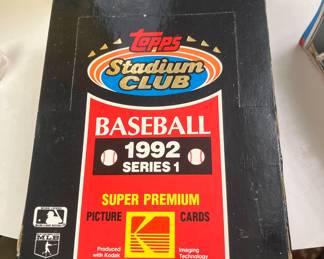 Topps
Stadium
CLUB
BASEBALL
1992
SERIES 1
SUPER PREMIUM
PICTURE CARDS
Produced
with Kodak
Imaging
Technology